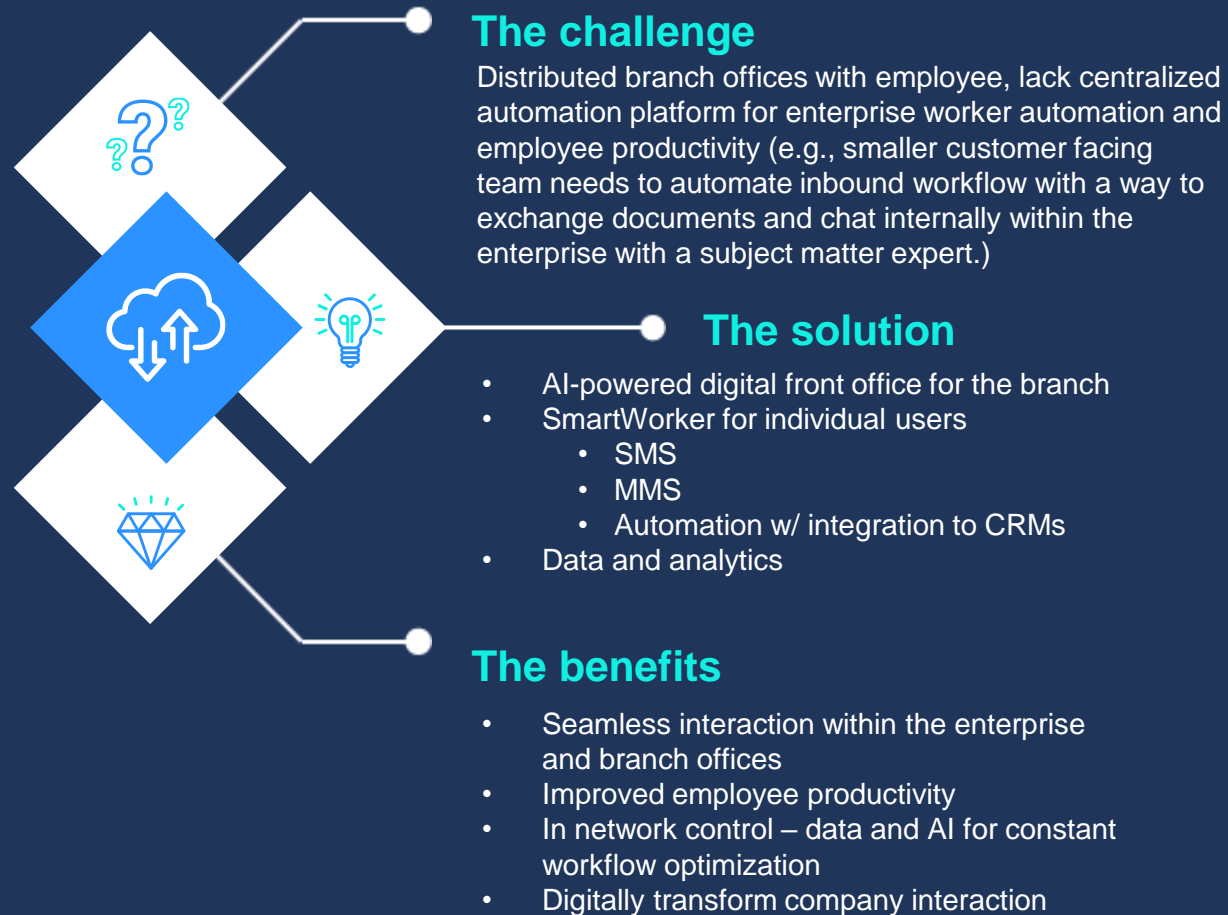 The challenge
Distributed branch offices with employee, lack centralized
automation platform for enterprise worker automation and
employee productivity (e.g., smaller customer facing
team needs to automate inbound workflow with a way to
exchange documents and chat internally within the
enterprise with a subject matter expert.)
The solution
• AI-powered digital front office for the branch
• SmartWorker for individual users
• SMS
• MMS
• Automation w/ integration to CRMs
• Data and analytics
The benefits
• Seamless interaction within the enterprise
and branch offices
• Improved employee productivity
• In network control – data and AI for constant
workflow optimization
• Digitally transform company interaction